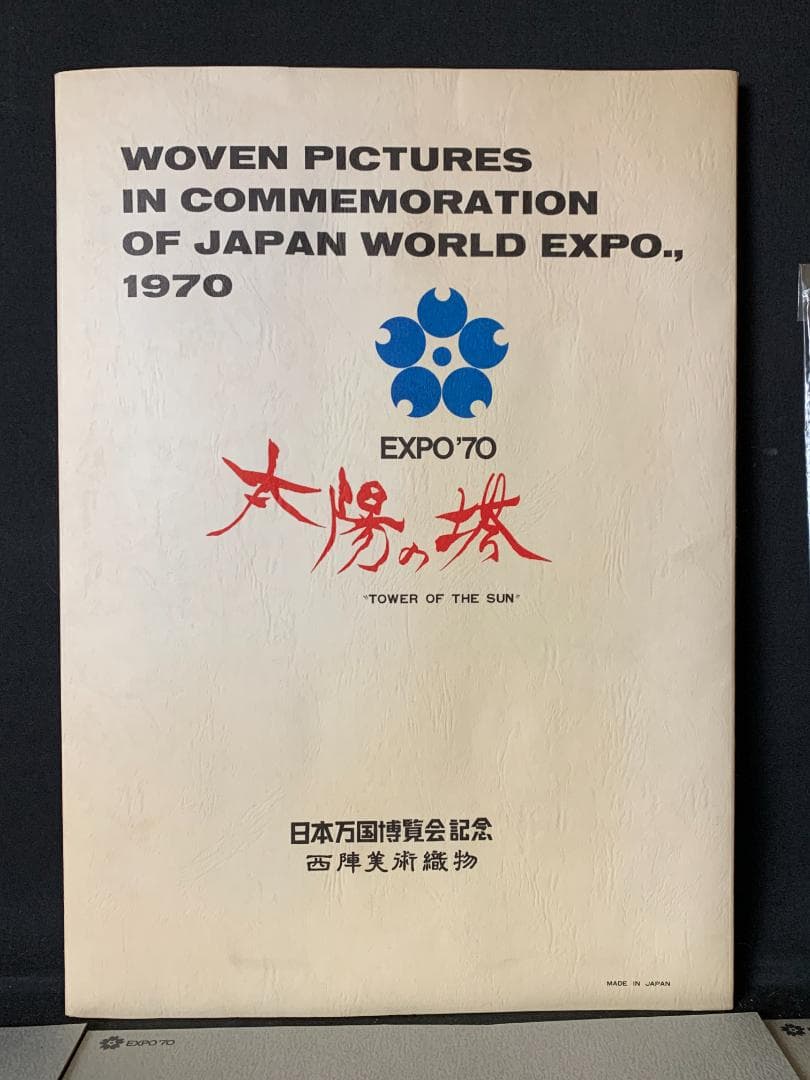 WOVEN PICTURES
IN COMMEMORATION
OF JAPAN WORLD EXPO.,
1970
EXPO'70
太陽の塔
"TOWER OF THE SUN"
日本万国博覧会記念
西陣美術織物
MADE IN JAPAN
EXPO'70